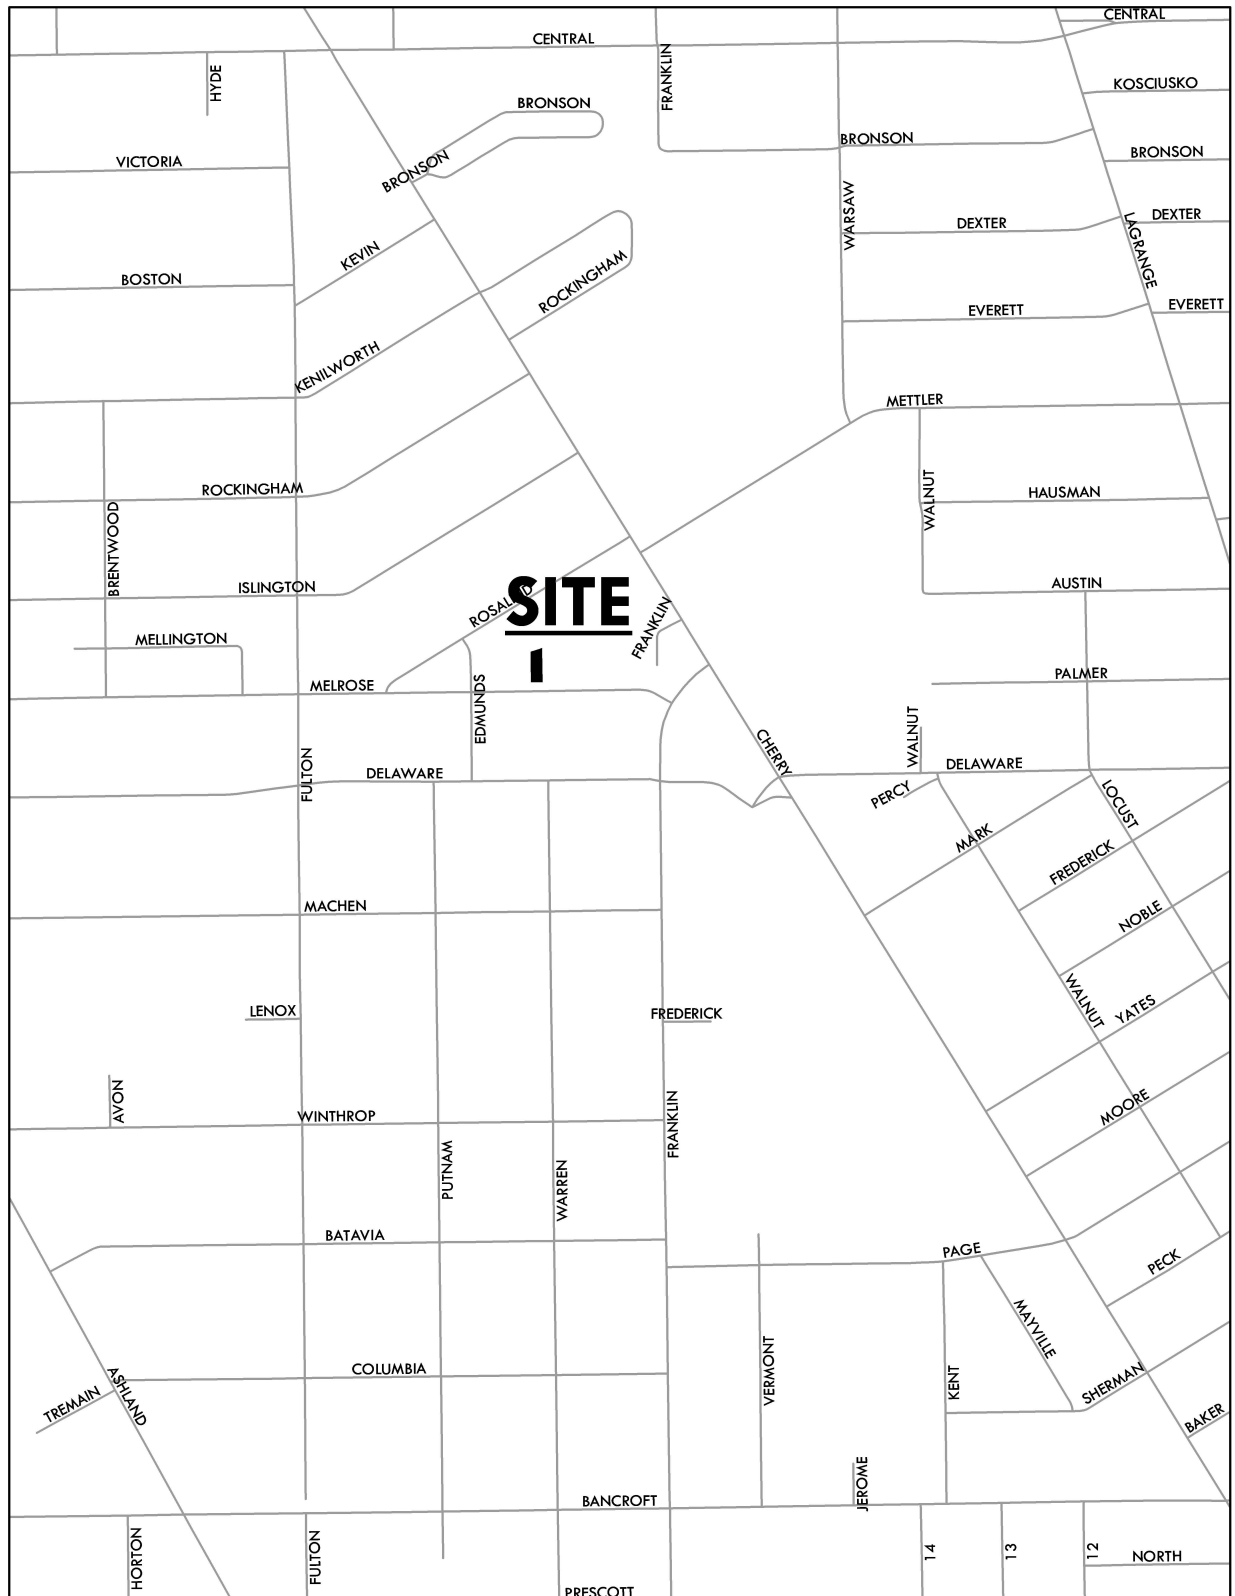 CENTRAL
CENTRAL
HYDE
FRANKLIN
KOSCIUSKO
BRONSON
BRONSON
BRONSON
BRONSON
VICTORIA
WARSAW
DEXTER
DEXTER
LAGRANGE
KEVIN
BOSTON
ROCKINGHAM
EVERETT
EVERETT
KENILWORTH
METTLER
ROCKINGHAM
WALNUT
HAUSMAN
BRENTWOOD
ISLINGTON
SITE
AUSTIN
FRANKLIN
MELLINGTON
MELROSE
EDMUNDS
PALMER
WALNUT
CHERRY
FULTON
DELAWARE
DELAWARE
PERCY
LOCUST
MARK
FREDERICK
MACHEN
NOBLE
WALNUT
YATES
LENOX
FREDERICK
AVON
WINTHROP
FRANKLIN
MOORE
PUTNAM
WARREN
BATAVIA
PAGE
PECK
MAYVILLE
COLUMBIA
VERMONT
KENT
SHERMAN
ASHLAND
TREMAIN
BAKER
JEROME
BANCROFT
HORTON
FULTON
14
13
12
NORTH
PRESCOTT